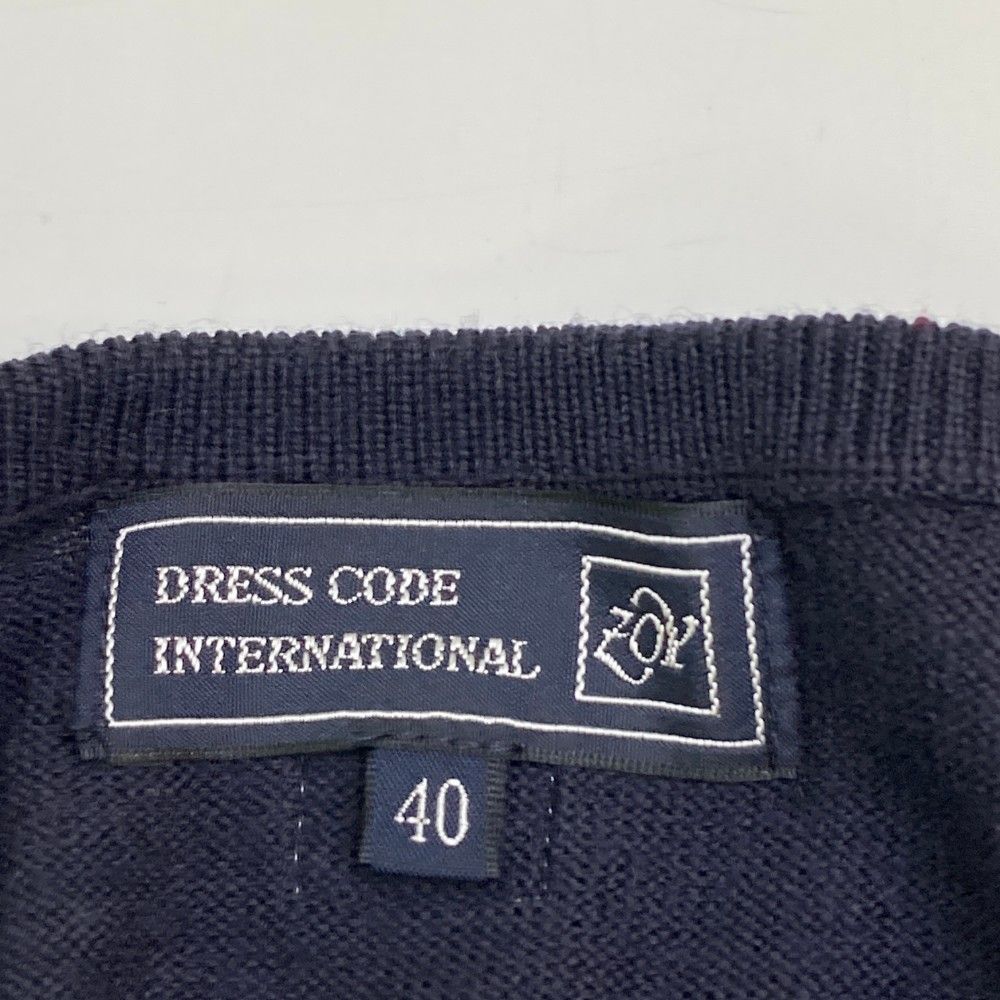 DRESS CODE
INTERNATIONAL
ZOY
40